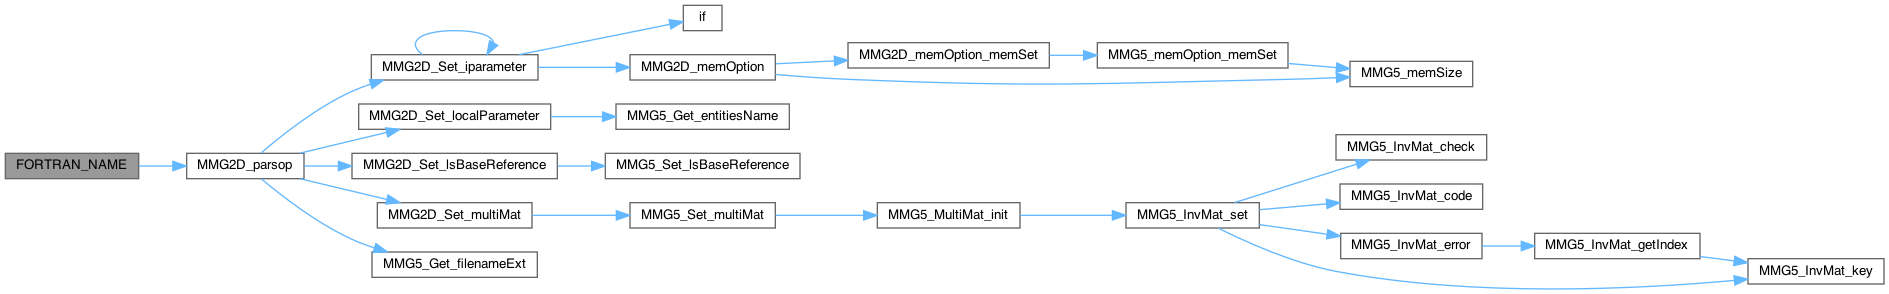 if
MMG2D_Set_iparameter
MMG2D_memOption
MMG2D_memOption_memSet
MMG5_memOption_memSet
MMG5_memSize
MMG2D_Set_localParameter
MMG5_Get_entitiesName
FORTRAN_NAME
MMG2D_parsop
MMG2D_Set_lsBaseReference
MMG5_Set_lsBaseReference
MMG5_InvMat_check
MMG5_InvMat_code
MMG2D_Set_multiMat
MMG5_Set_multiMat
MMG5_MultiMat_init
MMG5_InvMat_set
MMG5_InvMat_error
MMG5_InvMat_getIndex
MMG5_Get_filenameExt
MMG5_InvMat_key